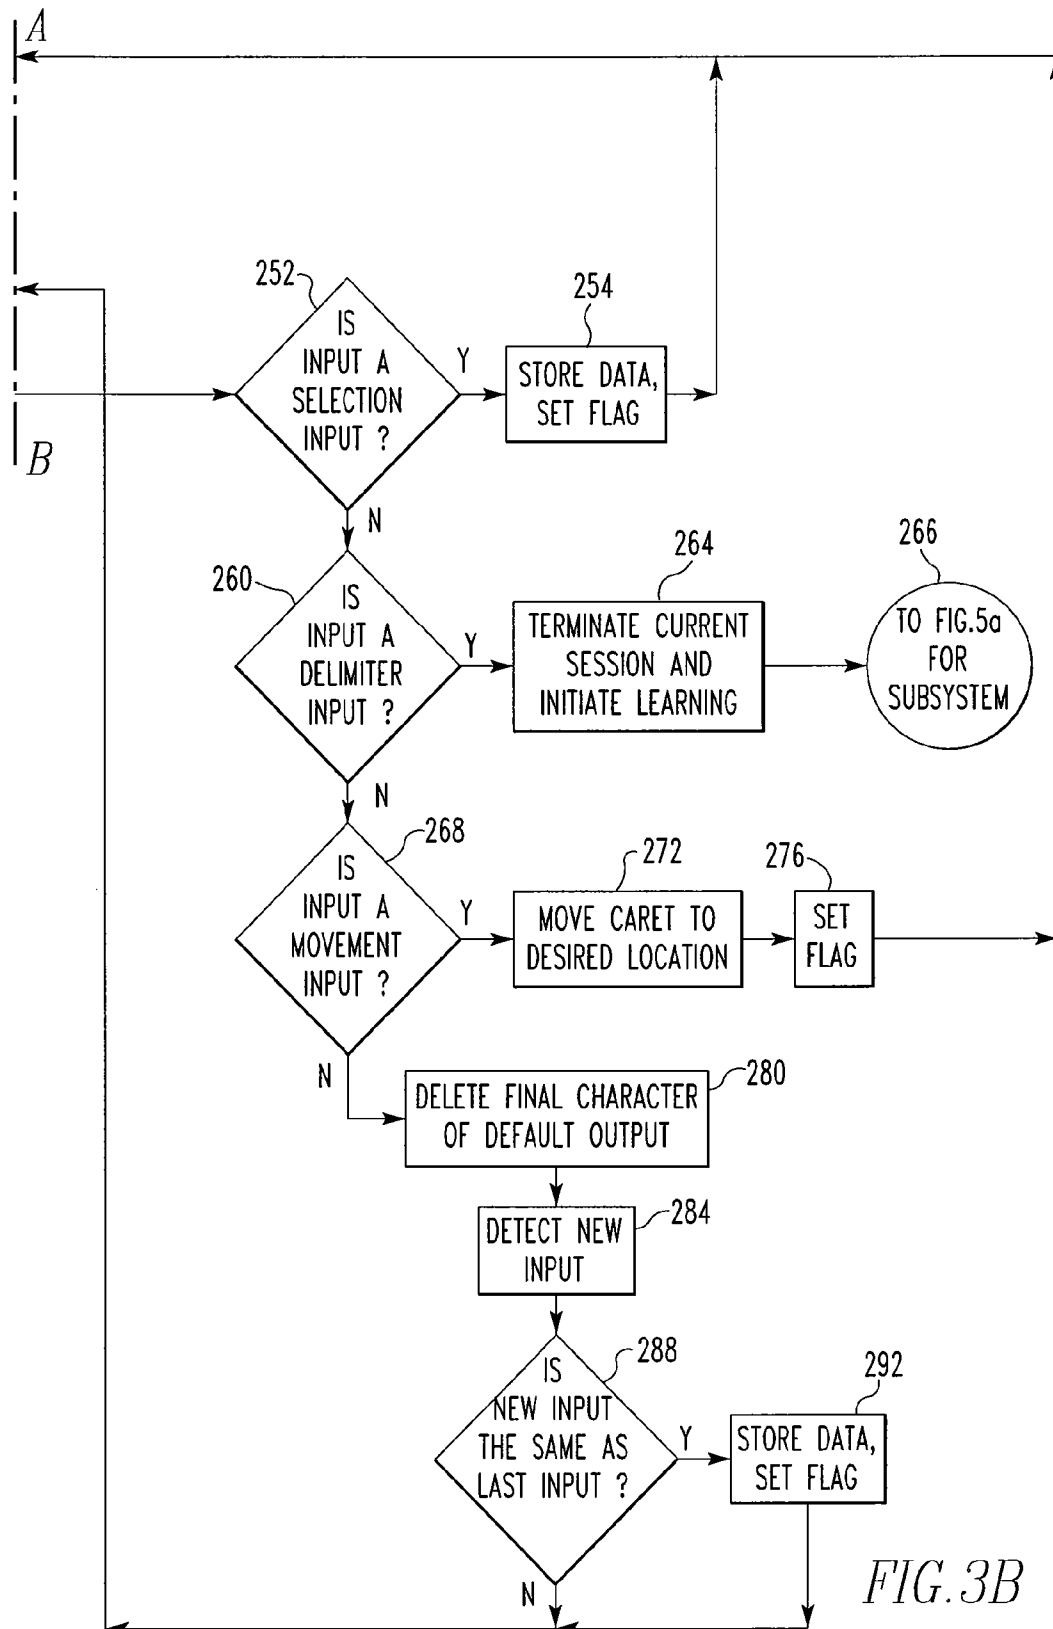 A
252
IS
INPUT A
SELECTION
INPUT ?
Y
254
STORE DATA,
SET FLAG
B
N
260
IS
INPUT A
DELIMITER
INPUT ?
Y
264
TERMINATE CURRENT
SESSION AND
INITIATE LEARNING
266
TO FIG.5a
FOR
SUBSYSTEM
N
268
IS
INPUT A
MOVEMENT
INPUT ?
Y
272
MOVE CARET TO
DESIRED LOCATION
276
SET
FLAG
N
280
DELETE FINAL CHARACTER
OF DEFAULT OUTPUT
284
DETECT NEW
INPUT
288
IS
NEW INPUT
THE SAME AS
LAST INPUT ?
Y
292
STORE DATA,
SET FLAG
N
FIG.3B